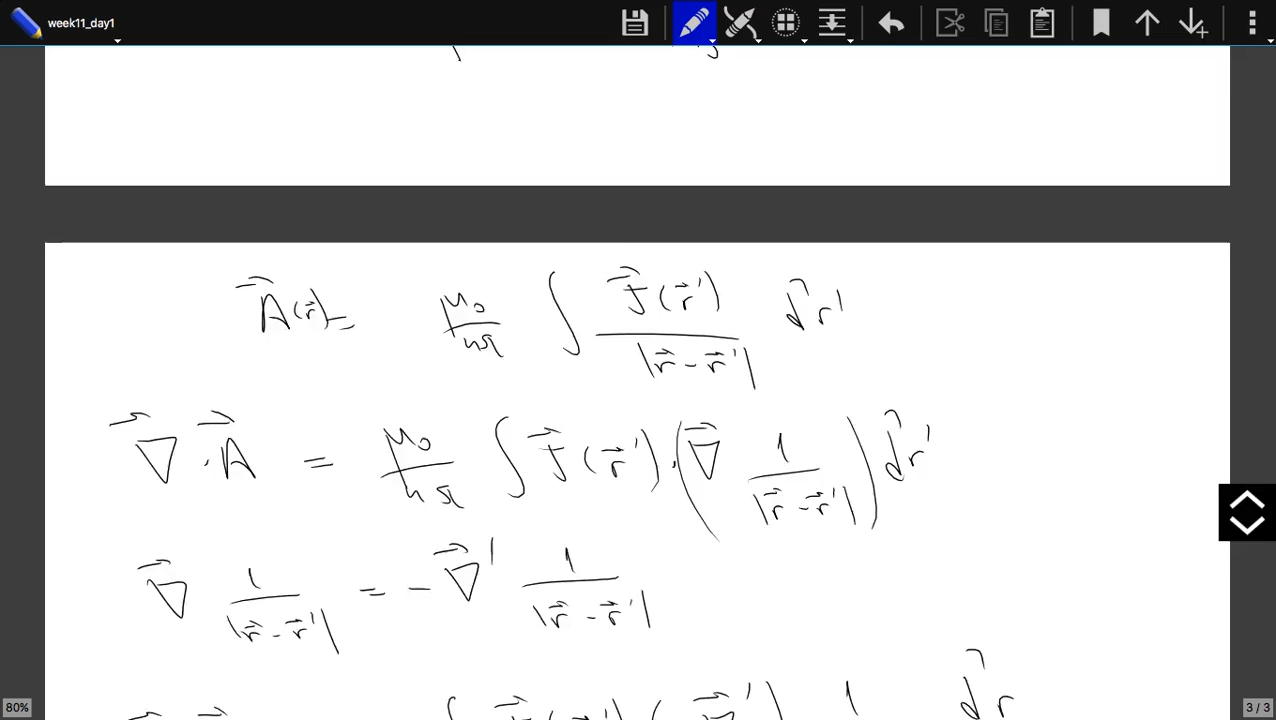 week11_day1
A⃗(r⃗) = μ₀/4π ∫ J⃗(r⃗')/|r⃗ - r⃗'| d³r'
∇⃗ · A⃗ = μ₀/4π ∫ J⃗(r⃗') · (∇⃗ 1/|r⃗ - r⃗'|) d³r'
∇⃗ 1/|r⃗ - r⃗'| = - ∇⃗' 1/|r⃗ - r⃗'|
80%
3 / 3